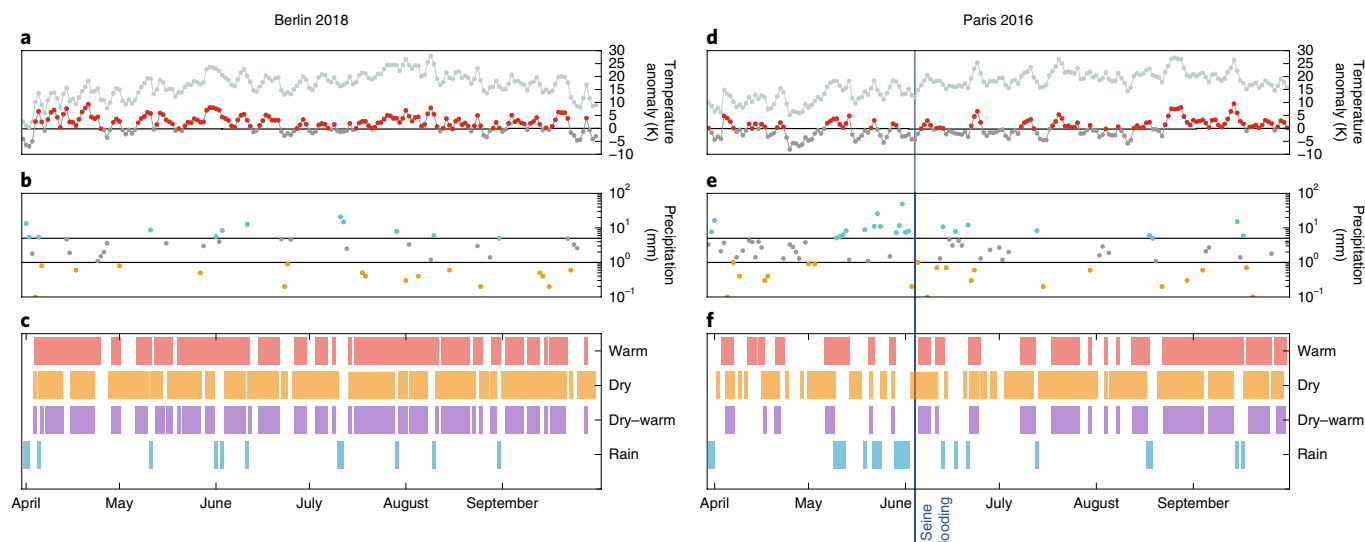 Berlin 2018
a
30
25
20
15
10
5
0
−5
−10
Temperature
anomaly (K)
b
10²
10¹
10⁰
10⁻¹
Precipitation
(mm)
c
Warm
Dry
Dry–warm
Rain
April May June July August September
Paris 2016
d
30
25
20
15
10
5
0
−5
−10
Temperature
anomaly (K)
e
10²
10¹
10⁰
10⁻¹
Precipitation
(mm)
f
Warm
Dry
Dry–warm
Rain
April May June July August September
Seine
looding